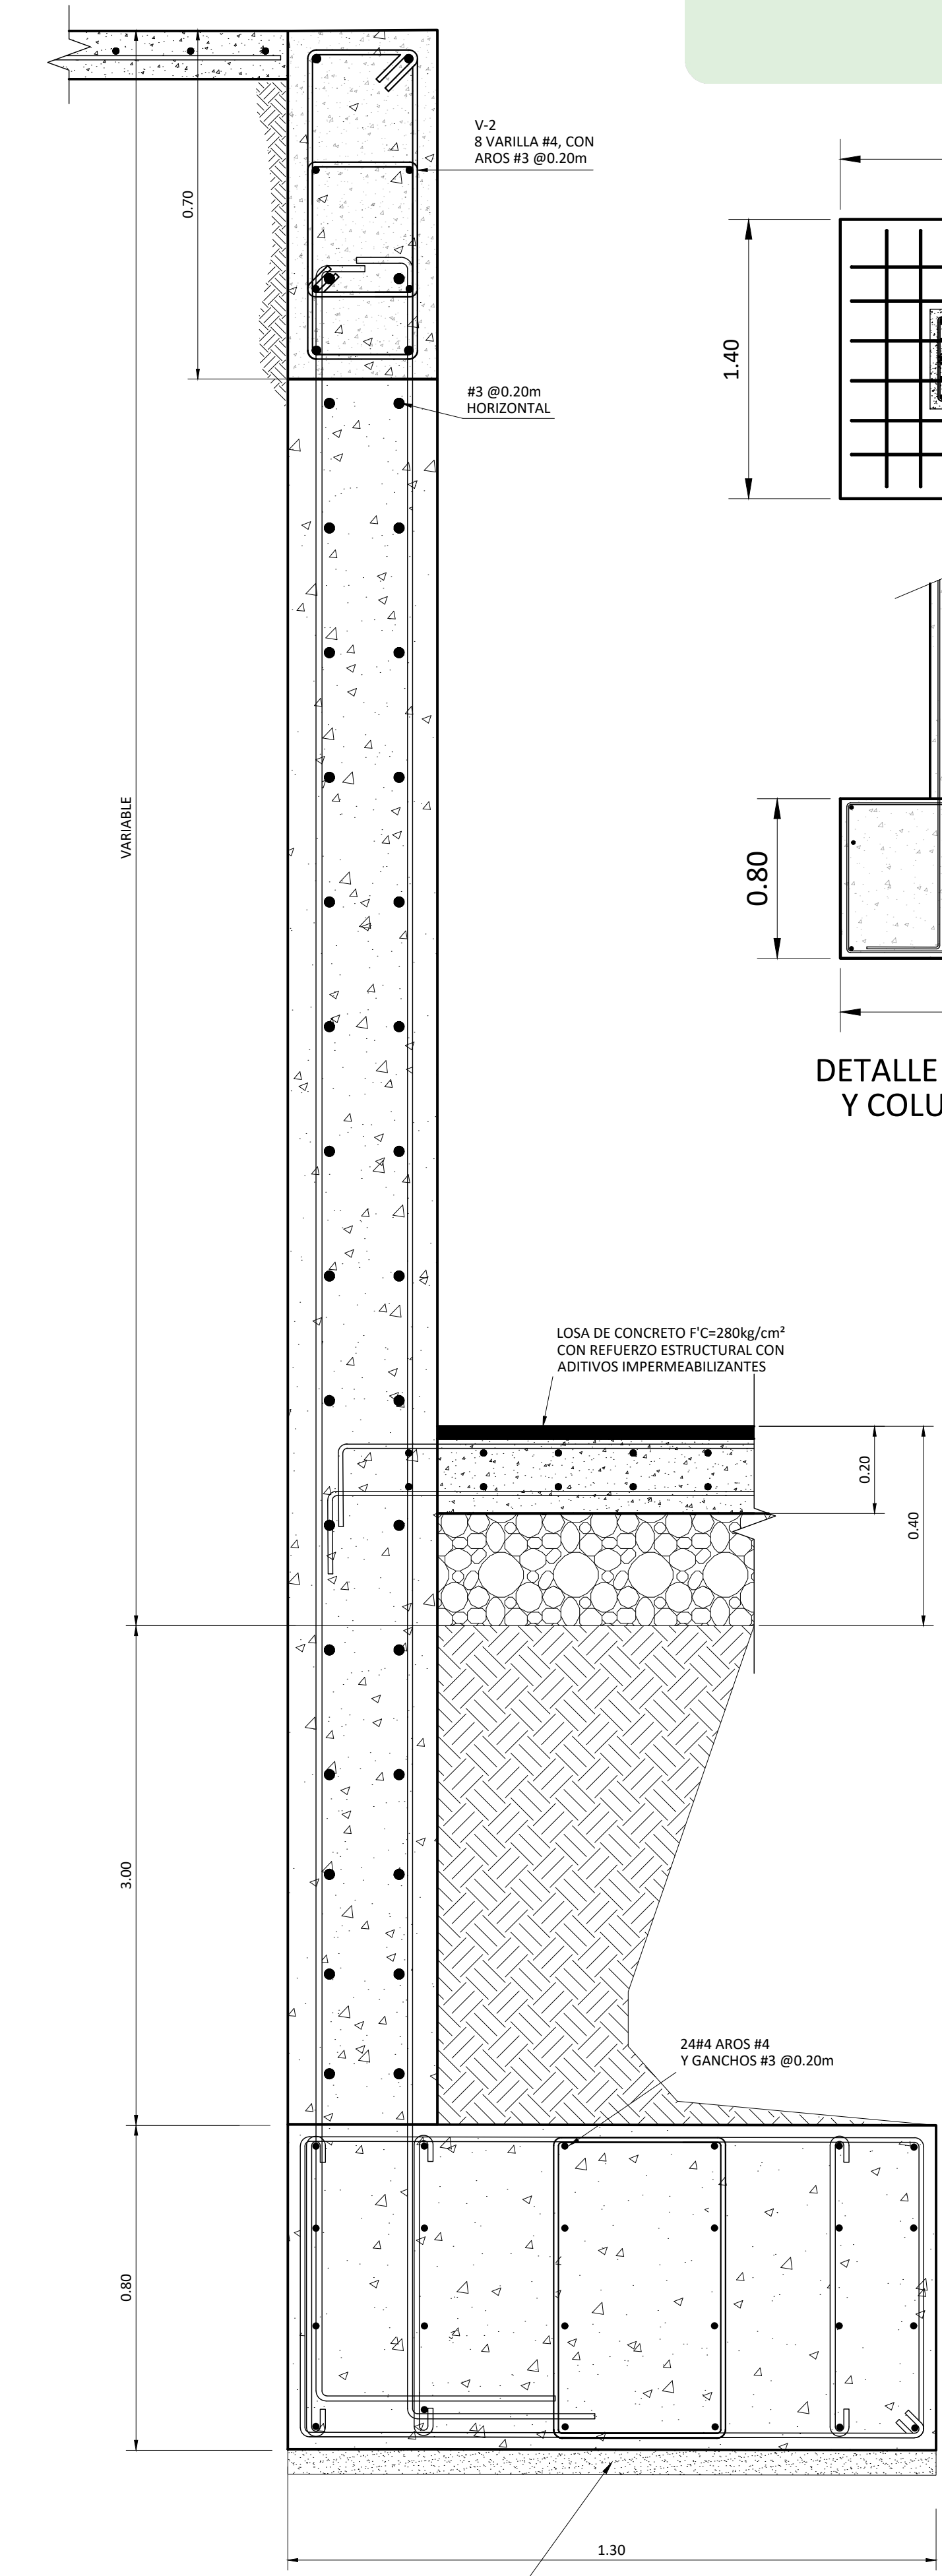 V-2
8 VARILLA #4, CON
AROS #3 @0.20m
0.70
1.40
#3 @0.20m
HORIZONTAL
VARIABLE
0.80
DETALLE
Y COLU
LOSA DE CONCRETO F'C=280kg/cm²
CON REFUERZO ESTRUCTURAL CON
ADITIVOS IMPERMEABILIZANTES
0.20
0.40
3.00
24#4 AROS #4
Y GANCHOS #3 @0.20m
0.80
1.30